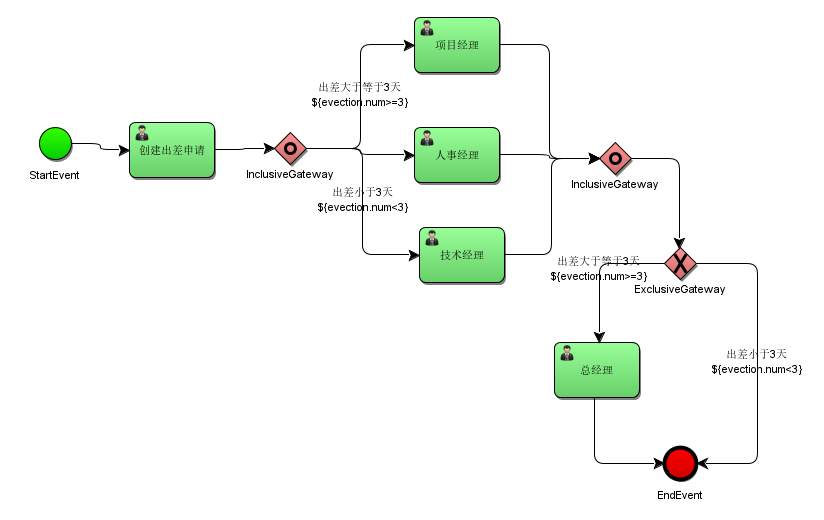 项目经理
出差大于等于3天
${evection.num>=3}
StartEvent
创建出差申请
InclusiveGateway
人事经理
出差小于3天
${evection.num<3}
技术经理
InclusiveGateway
出差大于等于3天
${evection.num>=3}
ExclusiveGateway
总经理
出差小于3天
${evection.num<3}
EndEvent